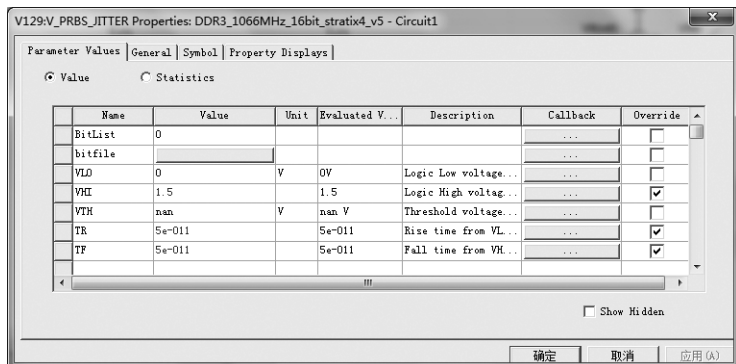 V129:V_PRBS_JITTER Properties: DDR3_1066MHz_16bit_stratix4_v5 - Circuit1
Parameter Values General Symbol Property Displays
Value Statistics
Name Value Unit Evaluated V... Description Callback Override
BitList 0 ...
bitfile ...
VLO 0 V 0V Logic Low voltage... ...
VHI 1.5 1.5 Logic High voltag... ...
VTH nan V nan V Threshold voltage... ...
TR 5e-011 5e-011 Rise time from VL... ...
TF 5e-011 5e-011 Fall time from VH... ...
Show Hidden
确定 取消 应用(A)